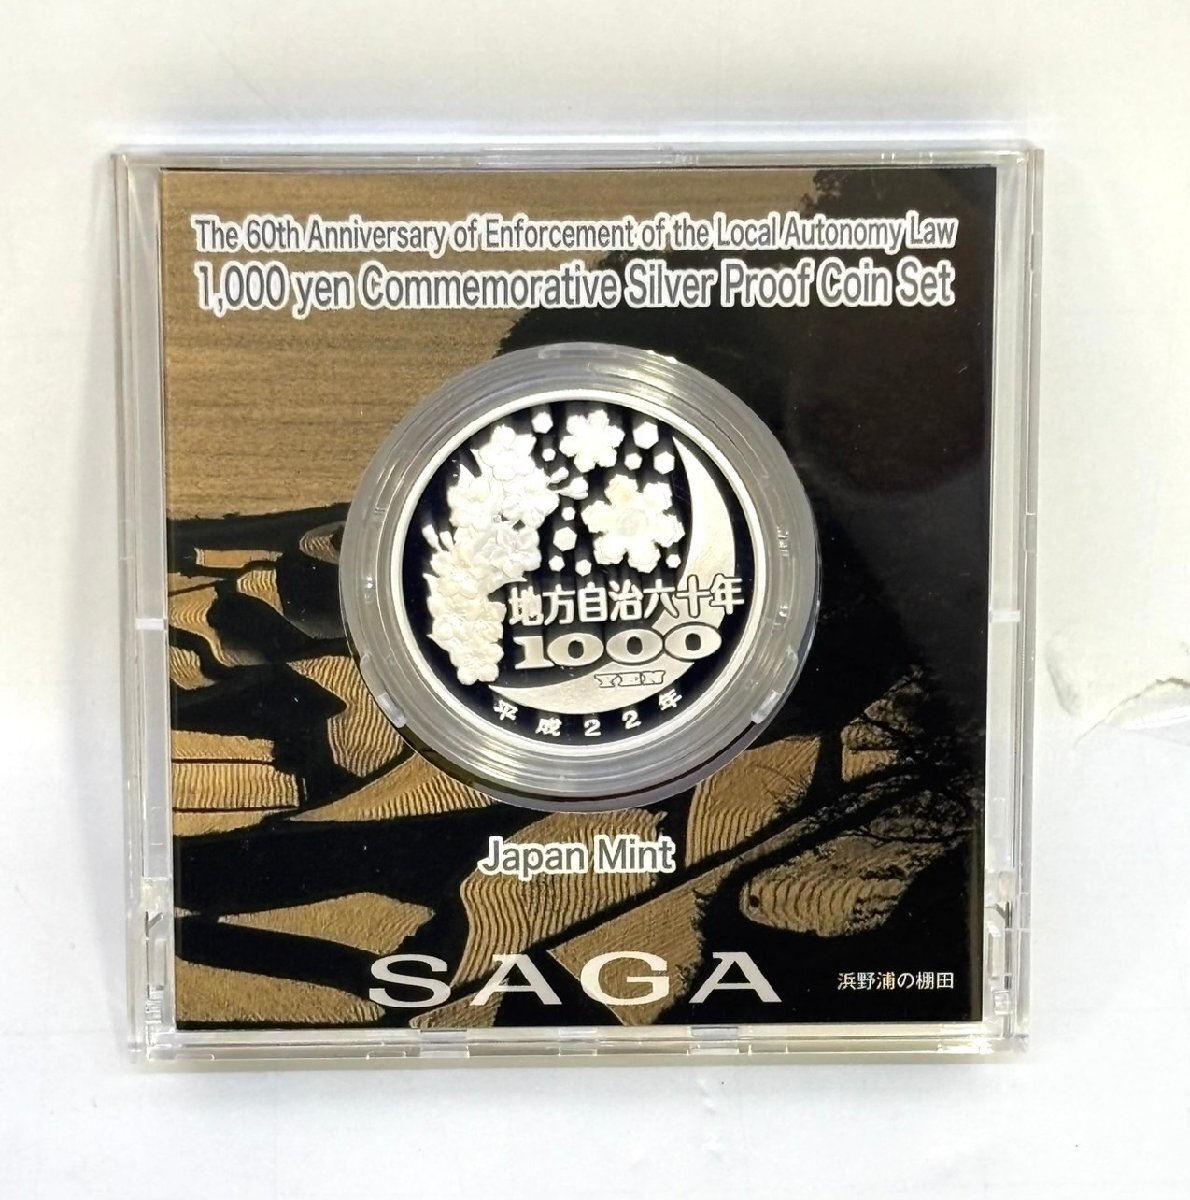 The 60th Anniversary of Enforcement of the Local Autonomy Law
1,000 yen Commemorative Silver Proof Coin Set
地方自治六十年
1000
YEN
平成22年
Japan Mint
SAGA
浜野浦の棚田